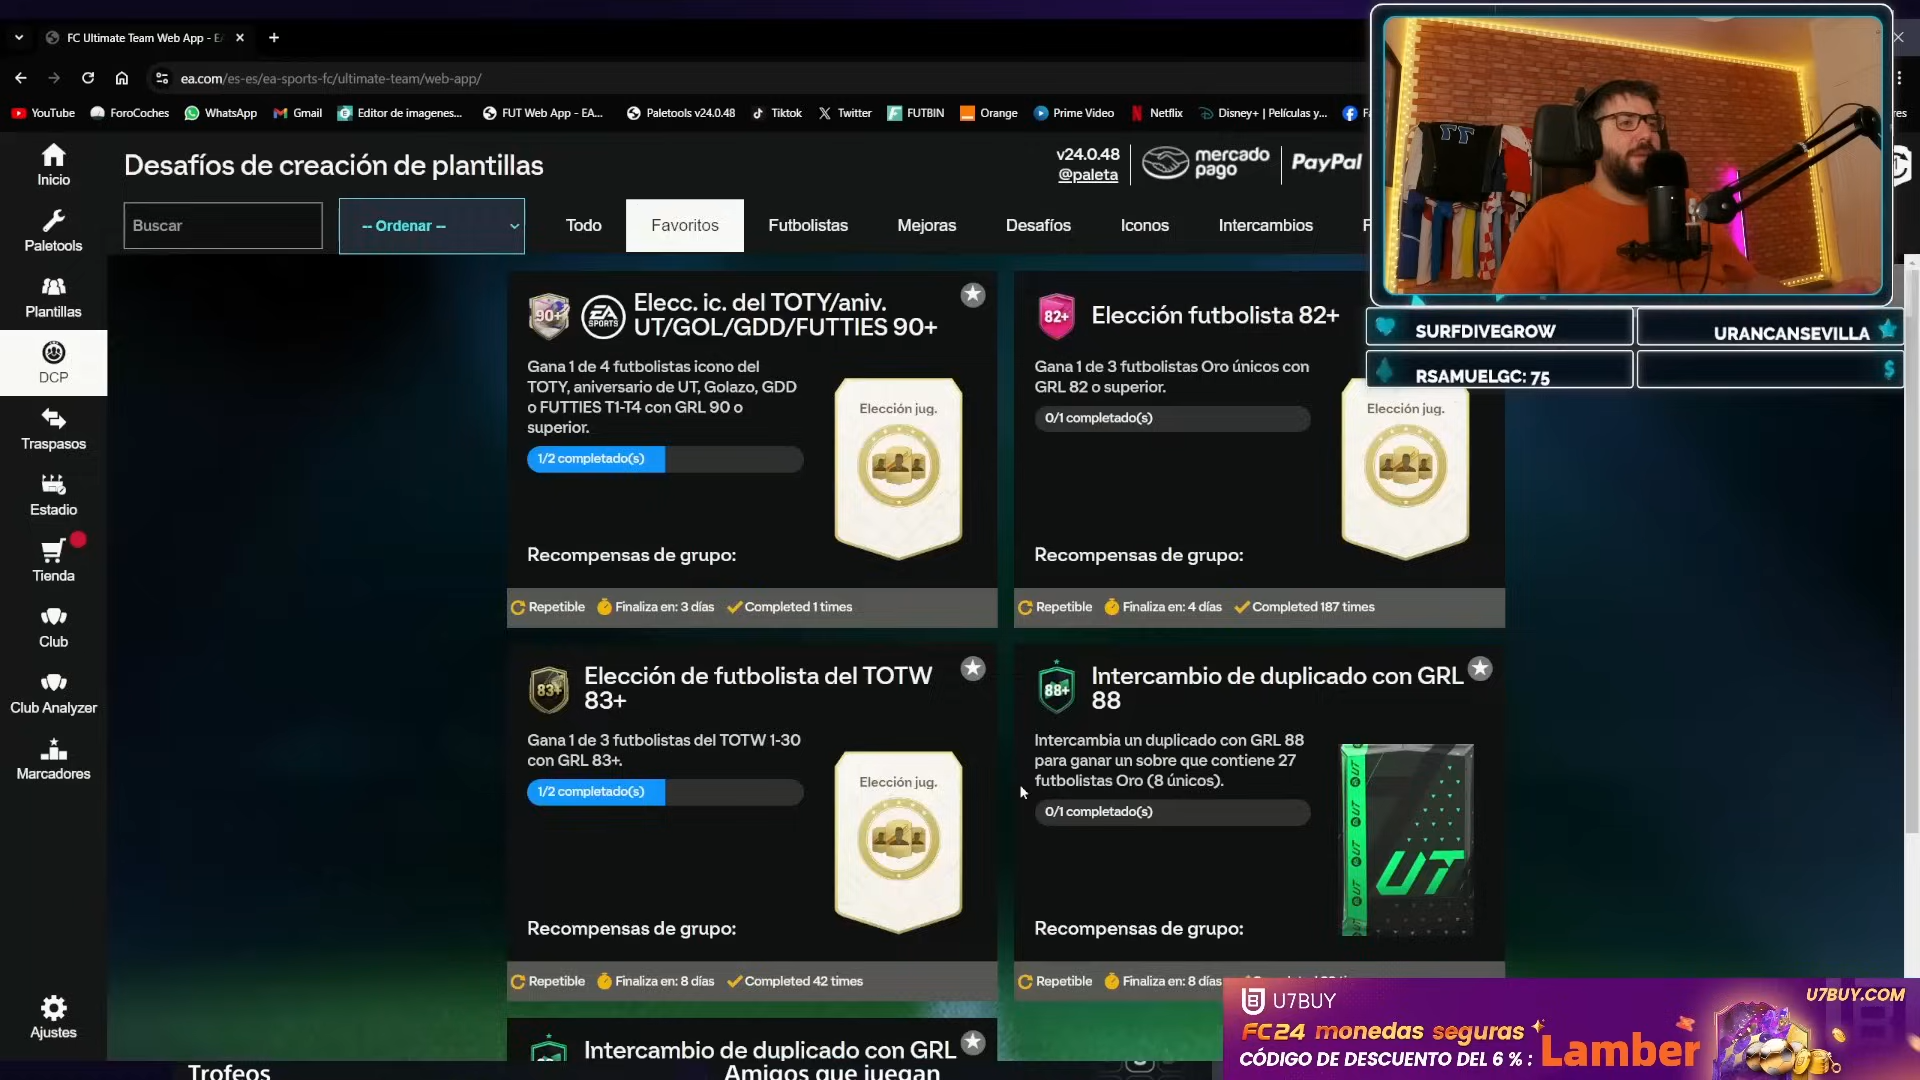 FC Ultimate Team Web App - EA
ea.com/es-es/ea-sports-fc/ultimate-team/web-app/
YouTube
ForoCoches
WhatsApp
Gmail
Editor de imagenes...
FUT Web App - EA...
Paletools v24.0.48
Tiktok
Twitter
FUTBIN
Orange
Prime Video
Netflix
Disney+ | Películas y...
Inicio
Paletools
Plantillas
DCP
Traspasos
Estadio
Tienda
Club
Club Analyzer
Marcadores
Ajustes
Desafíos de creación de plantillas
v24.0.48
@paleta
mercado
pago
PayPal
Buscar
-- Ordenar --
Todo
Favoritos
Futbolistas
Mejoras
Desafíos
Iconos
Intercambios
90+
EA
SPORTS
Elecc. ic. del TOTY/aniv.
UT/GOL/GDD/FUTTIES 90+
Gana 1 de 4 futbolistas icono del
TOTY, aniversario de UT, Golazo, GDD
o FUTTIES T1-T4 con GRL 90 o
superior.
1/2 completado(s)
Elección jug.
Recompensas de grupo:
Repetible
Finaliza en: 3 días
Completed 1 times
82+
Elección futbolista 82+
Gana 1 de 3 futbolistas Oro únicos con
GRL 82 o superior.
0/1 completado(s)
Elección jug.
Recompensas de grupo:
Repetible
Finaliza en: 4 días
Completed 187 times
83+
Elección de futbolista del TOTW
83+
Gana 1 de 3 futbolistas del TOTW 1-30
con GRL 83+.
1/2 completado(s)
Elección jug.
Recompensas de grupo:
Repetible
Finaliza en: 8 días
Completed 42 times
88+
Intercambio de duplicado con GRL
88
Intercambia un duplicado con GRL 88
para ganar un sobre que contiene 27
futbolistas Oro (8 únicos).
0/1 completado(s)
UT
Recompensas de grupo:
Repetible
Finaliza en: 8 días
Intercambio de duplicado con GRL
SURFDIVEGROW
URANCANSEVILLA
RSAMUELGC: 75
U7BUY
U7BUY.COM
FC24 monedas seguras
CÓDIGO DE DESCUENTO DEL 6 % : Lamber
Trofeos
Amigos que juegan